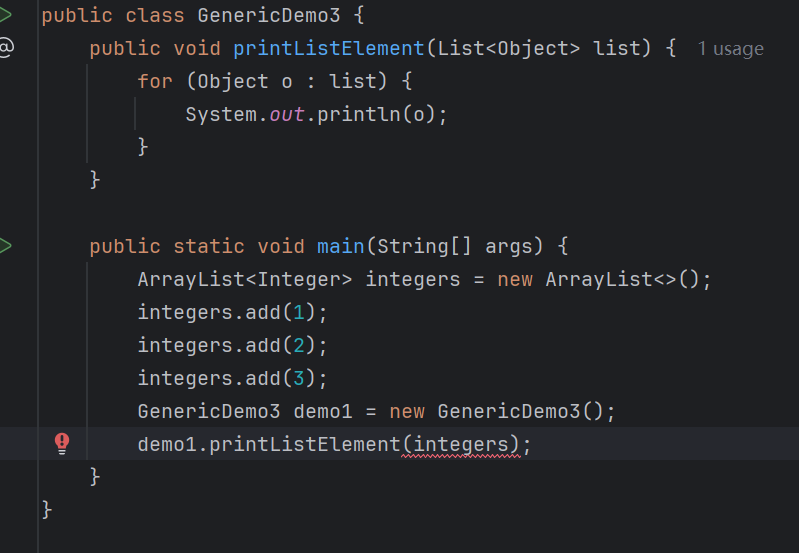 public class GenericDemo3 {
@ public void printListElement(List<Object> list) { 1 usage
for (Object o : list) {
System.out.println(o);
}
}
public static void main(String[] args) {
ArrayList<Integer> integers = new ArrayList<>();
integers.add(1);
integers.add(2);
integers.add(3);
GenericDemo3 demo1 = new GenericDemo3();
demo1.printListElement(integers);
}
}